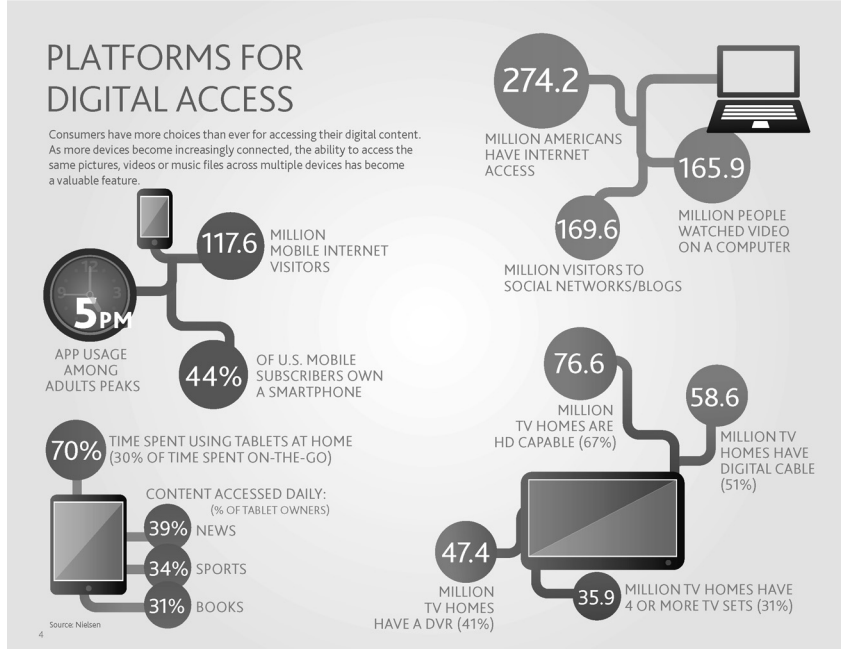 PLATFORMS FOR
DIGITAL ACCESS
Consumers have more choices than ever for accessing their digital content.
As more devices become increasingly connected, the ability to access the
same pictures, videos or music files across multiple devices has become
a valuable feature.
274.2
MILLION AMERICANS
HAVE INTERNET
ACCESS
165.9
MILLION PEOPLE
WATCHED VIDEO
ON A COMPUTER
169.6
MILLION VISITORS TO
SOCIAL NETWORKS/BLOGS
117.6
MILLION
MOBILE INTERNET
VISITORS
12
9
3
5PM
APP USAGE
AMONG
ADULTS PEAKS
44%
OF U.S. MOBILE
SUBSCRIBERS OWN
A SMARTPHONE
70%
TIME SPENT USING TABLETS AT HOME
(30% OF TIME SPENT ON-THE-GO)
CONTENT ACCESSED DAILY:
(% OF TABLET OWNERS)
39% NEWS
34% SPORTS
31% BOOKS
76.6
MILLION
TV HOMES ARE
HD CAPABLE (67%)
58.6
MILLION TV
HOMES HAVE
DIGITAL CABLE
(51%)
47.4
MILLION
TV HOMES
HAVE A DVR (41%)
35.9
MILLION TV HOMES HAVE
4 OR MORE TV SETS (31%)
Source: Nielsen
4